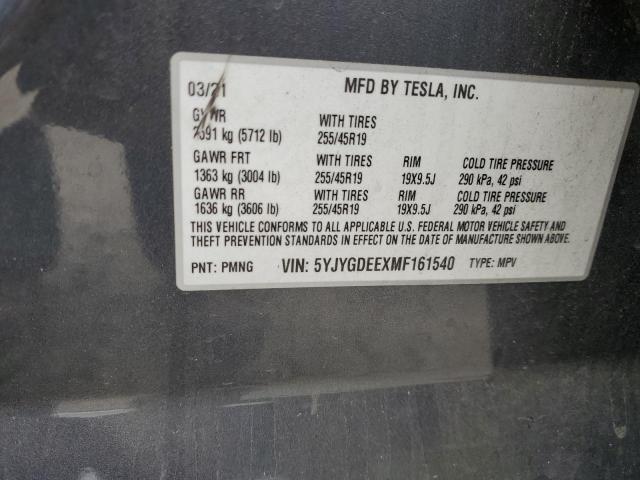 03/21 MFD BY TESLA, INC.
GVWR WITH TIRES
2591 kg (5712 lb) 255/45R19
GAWR FRT WITH TIRES RIM COLD TIRE PRESSURE
1363 kg (3004 lb) 255/45R19 19X9.5J 290 kPa, 42 psi
GAWR RR WITH TIRES RIM COLD TIRE PRESSURE
1636 kg (3606 lb) 255/45R19 19X9.5J 290 kPa, 42 psi
THIS VEHICLE CONFORMS TO ALL APPLICABLE U.S. FEDERAL MOTOR VEHICLE SAFETY AND
THEFT PREVENTION STANDARDS IN EFFECT ON THE DATE OF MANUFACTURE SHOWN ABOVE.
PNT: PMNG VIN: 5YJYGDEEXMF161540 TYPE: MPV